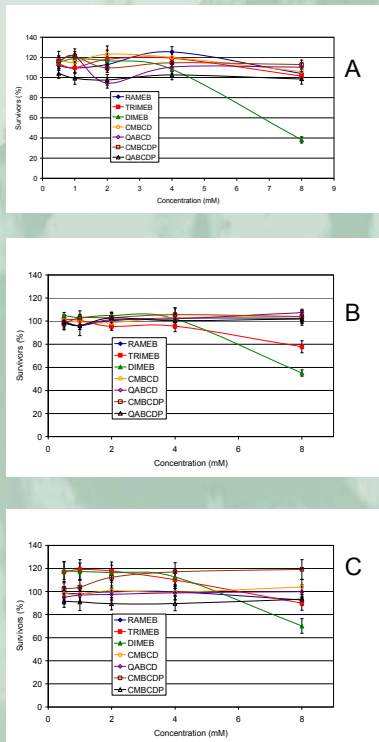 A
140
120
100
80
60
40
20
0
Survivors (%)
RAMEB
TRIMEB
DIMEB
CMBCD
QABCD
CMBCDP
QABCDP
0 1 2 3 4 5 6 7 8 9
Concentration (mM)
B
140
120
100
80
60
40
20
0
Survivors (%)
RAMEB
TRIMEB
DIMEB
CMBCD
QABCD
CMBCDP
QABCDP
0 2 4 6 8
Concentration (mM)
C
140
120
100
80
60
40
20
0
Survivors (%)
RAMEB
TRIMEB
DIMEB
CMBCD
QABCD
CMBCDP
CMBCDP
0 2 4 6 8
Concentration (mM)